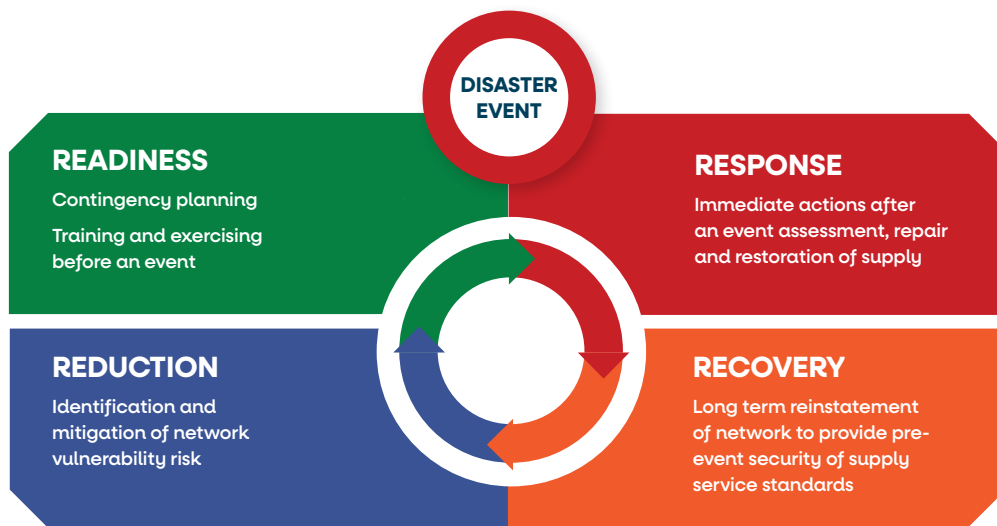 DISASTER
EVENT
READINESS
Contingency planning
Training and exercising
before an event
RESPONSE
Immediate actions after
an event assessment, repair
and restoration of supply
REDUCTION
Identification and
mitigation of network
vulnerability risk
RECOVERY
Long term reinstatement
of network to provide pre-
event security of supply
service standards